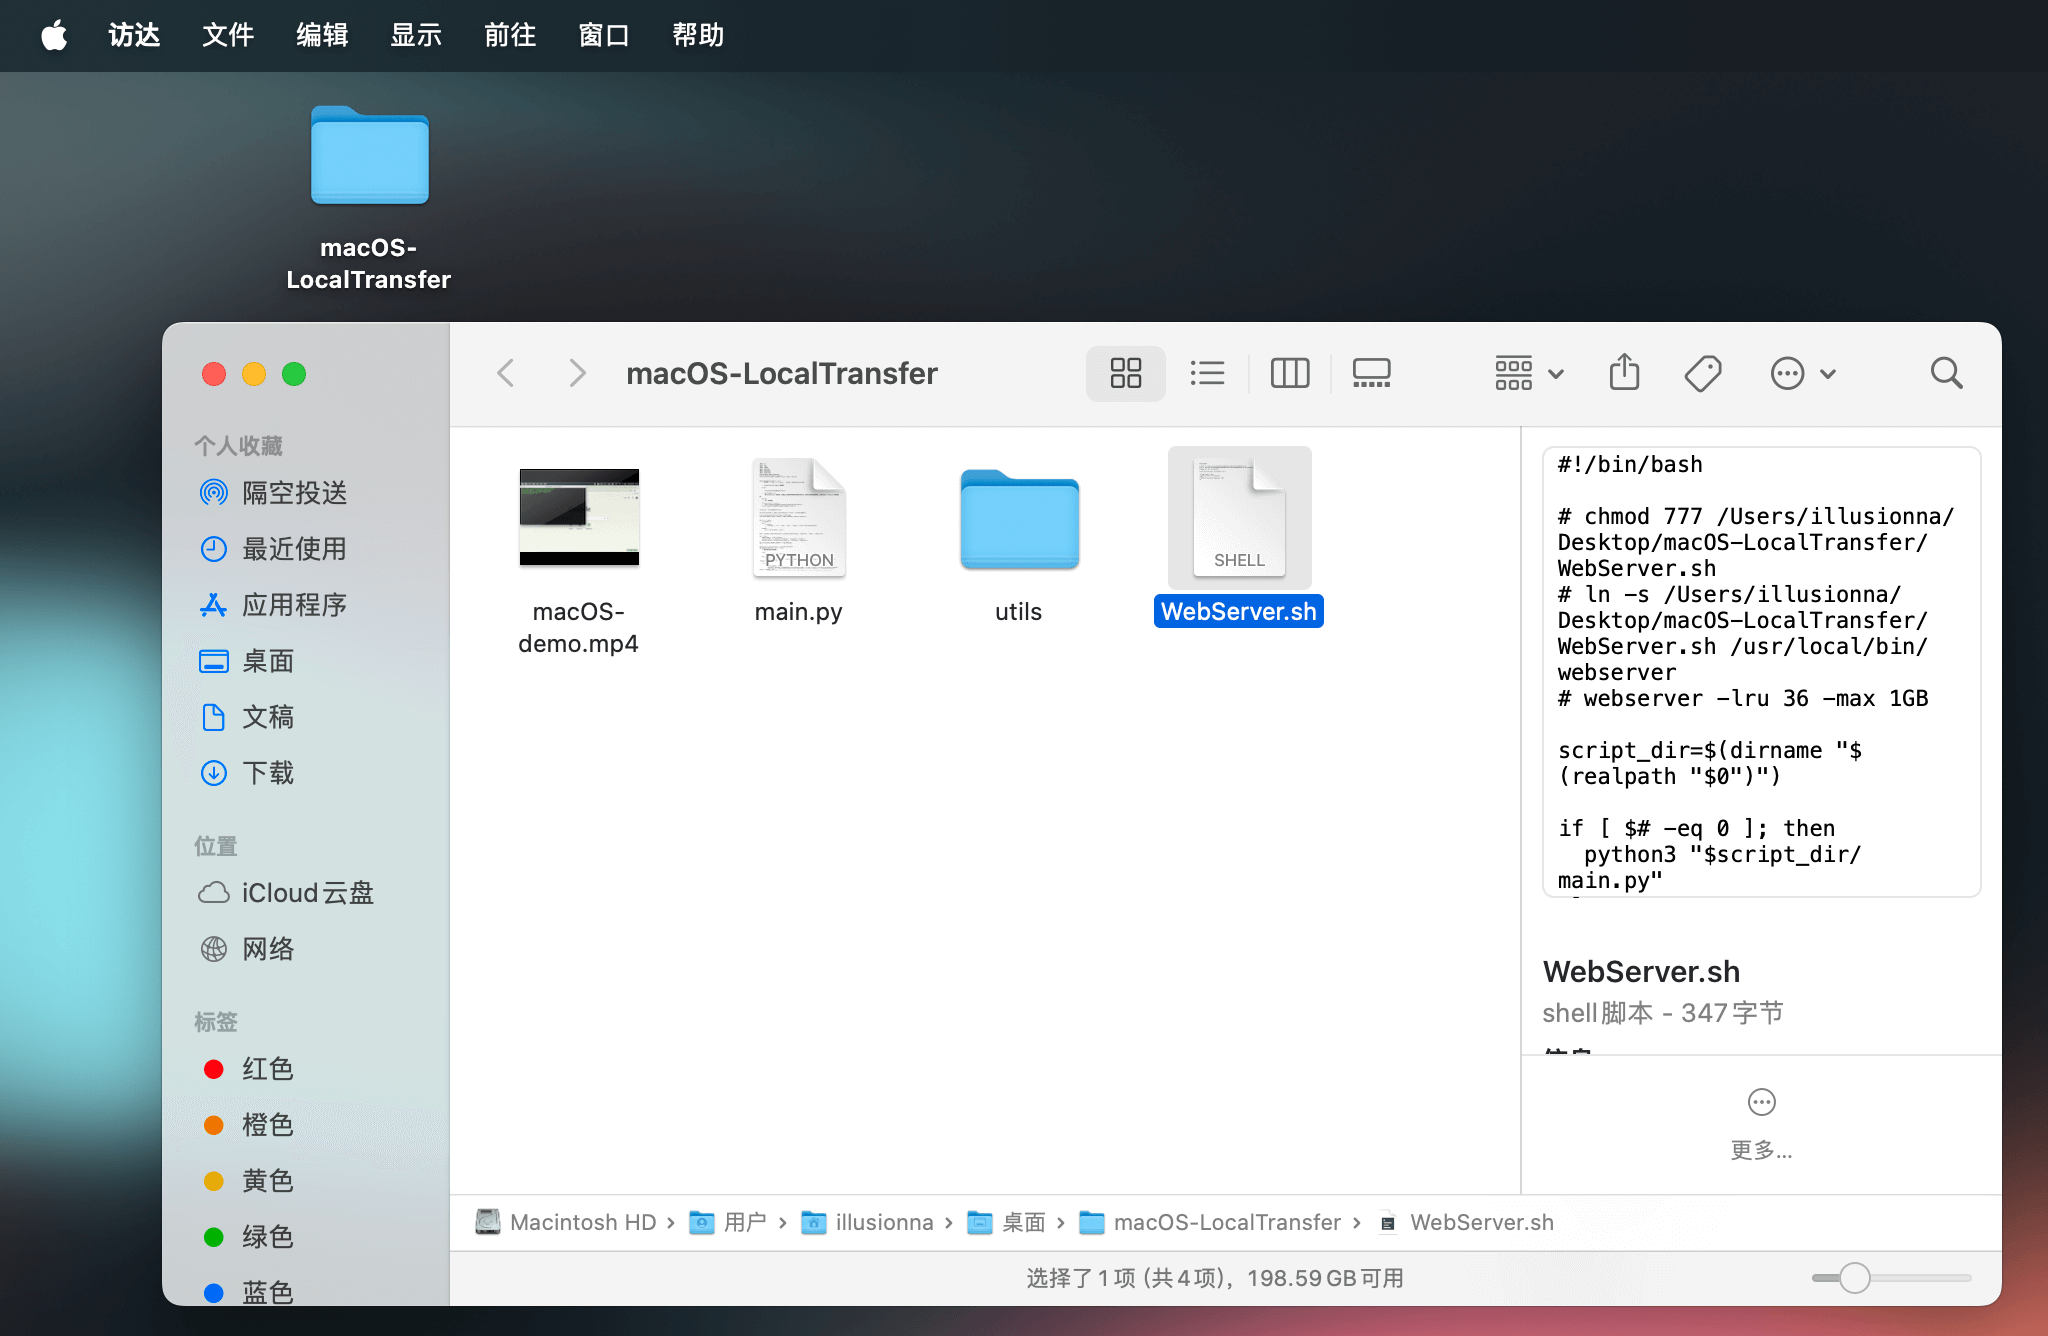 访达 文件 编辑 显示 前往 窗口 帮助
macOS-
LocalTransfer
macOS-LocalTransfer
个人收藏
隔空投送
最近使用
应用程序
桌面
文稿
下载
位置
iCloud云盘
网络
标签
红色
橙色
黄色
绿色
蓝色
macOS-
demo.mp4
PYTHON
main.py
utils
SHELL
WebServer.sh
#!/bin/bash
# chmod 777 /Users/illusionna/
Desktop/macOS-LocalTransfer/
WebServer.sh
# ln -s /Users/illusionna/
Desktop/macOS-LocalTransfer/
WebServer.sh /usr/local/bin/
webserver
# webserver -lru 36 -max 1GB
script_dir=$(dirname "$
(realpath "$0")")
if [ $# -eq 0 ]; then
  python3 "$script_dir/
main.py"
WebServer.sh
shell脚本 - 347字节
更多...
Macintosh HD › 用户 › illusionna › 桌面 › macOS-LocalTransfer › WebServer.sh
选择了1项 (共4项)，198.59GB可用